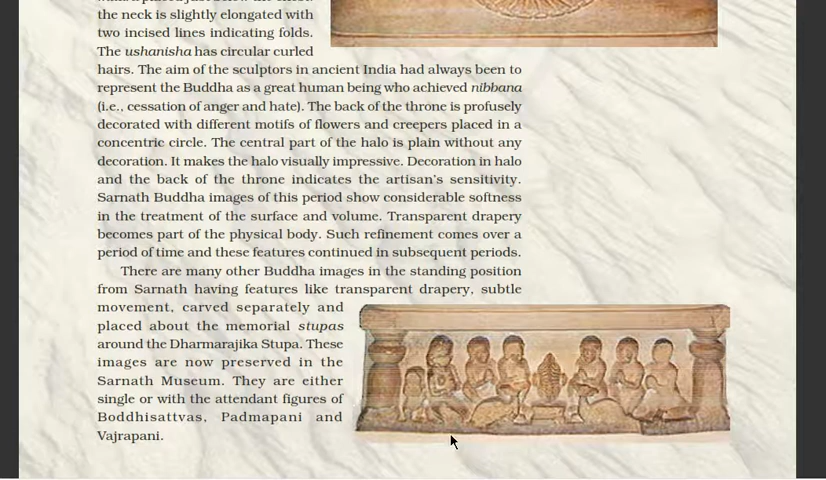 the neck is slightly elongated with
two incised lines indicating folds.
The ushanisha has circular curled
hairs. The aim of the sculptors in ancient India had always been to
represent the Buddha as a great human being who achieved nibbana
(i.e., cessation of anger and hate). The back of the throne is profusely
decorated with different motifs of flowers and creepers placed in a
concentric circle. The central part of the halo is plain without any
decoration. It makes the halo visually impressive. Decoration in halo
and the back of the throne indicates the artisan's sensitivity.
Sarnath Buddha images of this period show considerable softness
in the treatment of the surface and volume. Transparent drapery
becomes part of the physical body. Such refinement comes over a
period of time and these features continued in subsequent periods.
There are many other Buddha images in the standing position
from Sarnath having features like transparent drapery, subtle
movement, carved separately and
placed about the memorial stupas
around the Dharmarajika Stupa. These
images are now preserved in the
Sarnath Museum. They are either
single or with the attendant figures of
Boddhisattvas, Padmapani and
Vajrapani.